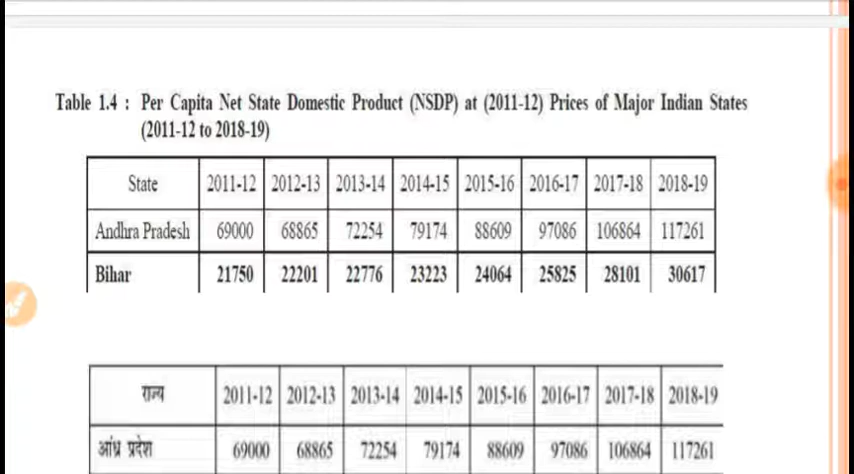 Table 1.4 : Per Capita Net State Domestic Product (NSDP) at (2011-12) Prices of Major Indian States
(2011-12 to 2018-19)
State 2011-12 2012-13 2013-14 2014-15 2015-16 2016-17 2017-18 2018-19
Andhra Pradesh 69000 68865 72254 79174 88609 97086 106864 117261
Bihar 21750 22201 22776 23223 24064 25825 28101 30617
राज्य 2011-12 2012-13 2013-14 2014-15 2015-16 2016-17 2017-18 2018-19
आंध्र प्रदेश 69000 68865 72254 79174 88609 97086 106864 117261